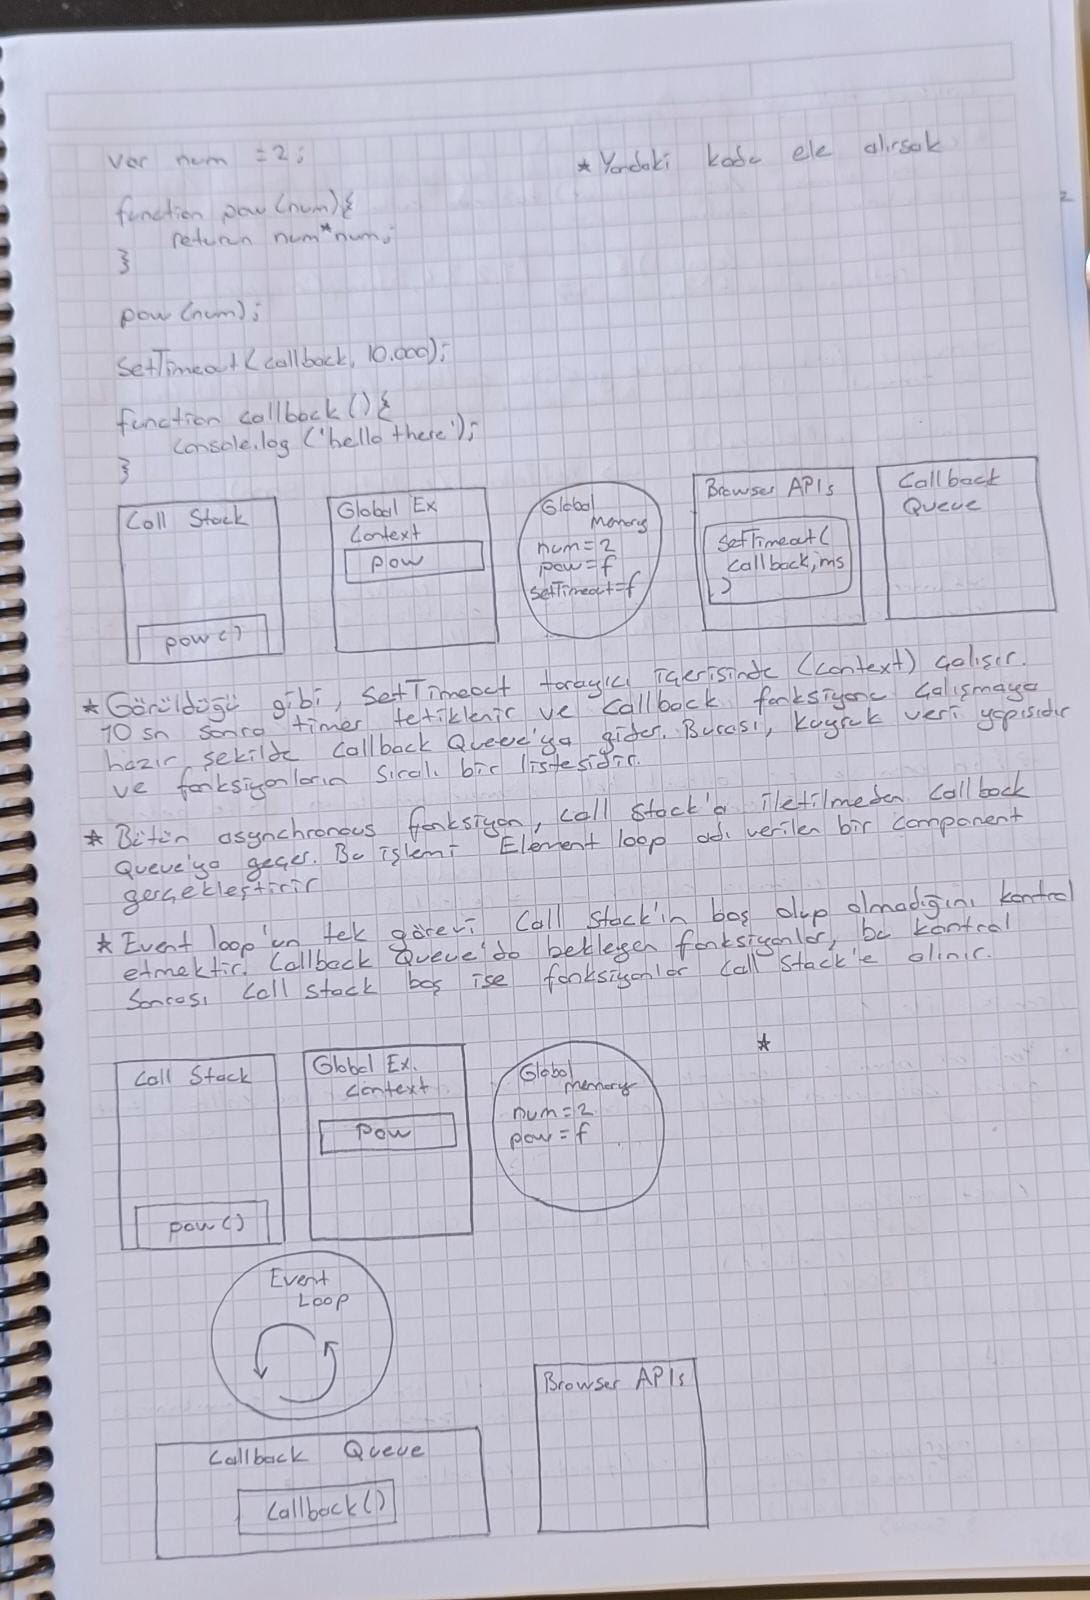 var num = 2;
* Yandaki kodu ele alırsak
function pow (num) {
return num*num;
}
pow (num);
SetTimeout (callback, 10.000);
function callback () {
console.log ('hello there');
}
Call Stack
pow ()
Global Ex
Context
pow
Global
Memory
num = 2
pow = f
setTimeout = f
Browser APIs
SetTimeout (
callback, ms
)
Callback
Queue
* Görüldüğü gibi, SetTimeout tarayıcı içerisinde (context) çalışır.
10 sn sonra timer tetiklenir ve callback fonksiyonu çalışmaya
hazır şekilde Callback Queue'ya gider. Burası, kuyruk veri yapısıdır
ve fonksiyonların sıralı bir listesidir.
* Bütün asynchronous fonksiyon, call stack'a iletilmeden Callback
Queue'ya geçer. Bu işlemi Element loop adı verilen bir component
gerçekleştirir
* Event loop'un tek görevi Call Stack'in boş olup olmadığını kontrol
etmektir. Callback Queue'da bekleyen fonksiyonlar, bu kontrol
Sonrası Call stack boş ise fonksiyonlar Call Stack'e alınır.
*
Call Stack
pow ()
Global Ex.
Context
pow
Global
memory
num = 2
pow = f
Event
Loop
Browser APIs
Callback Queue
Callback ()